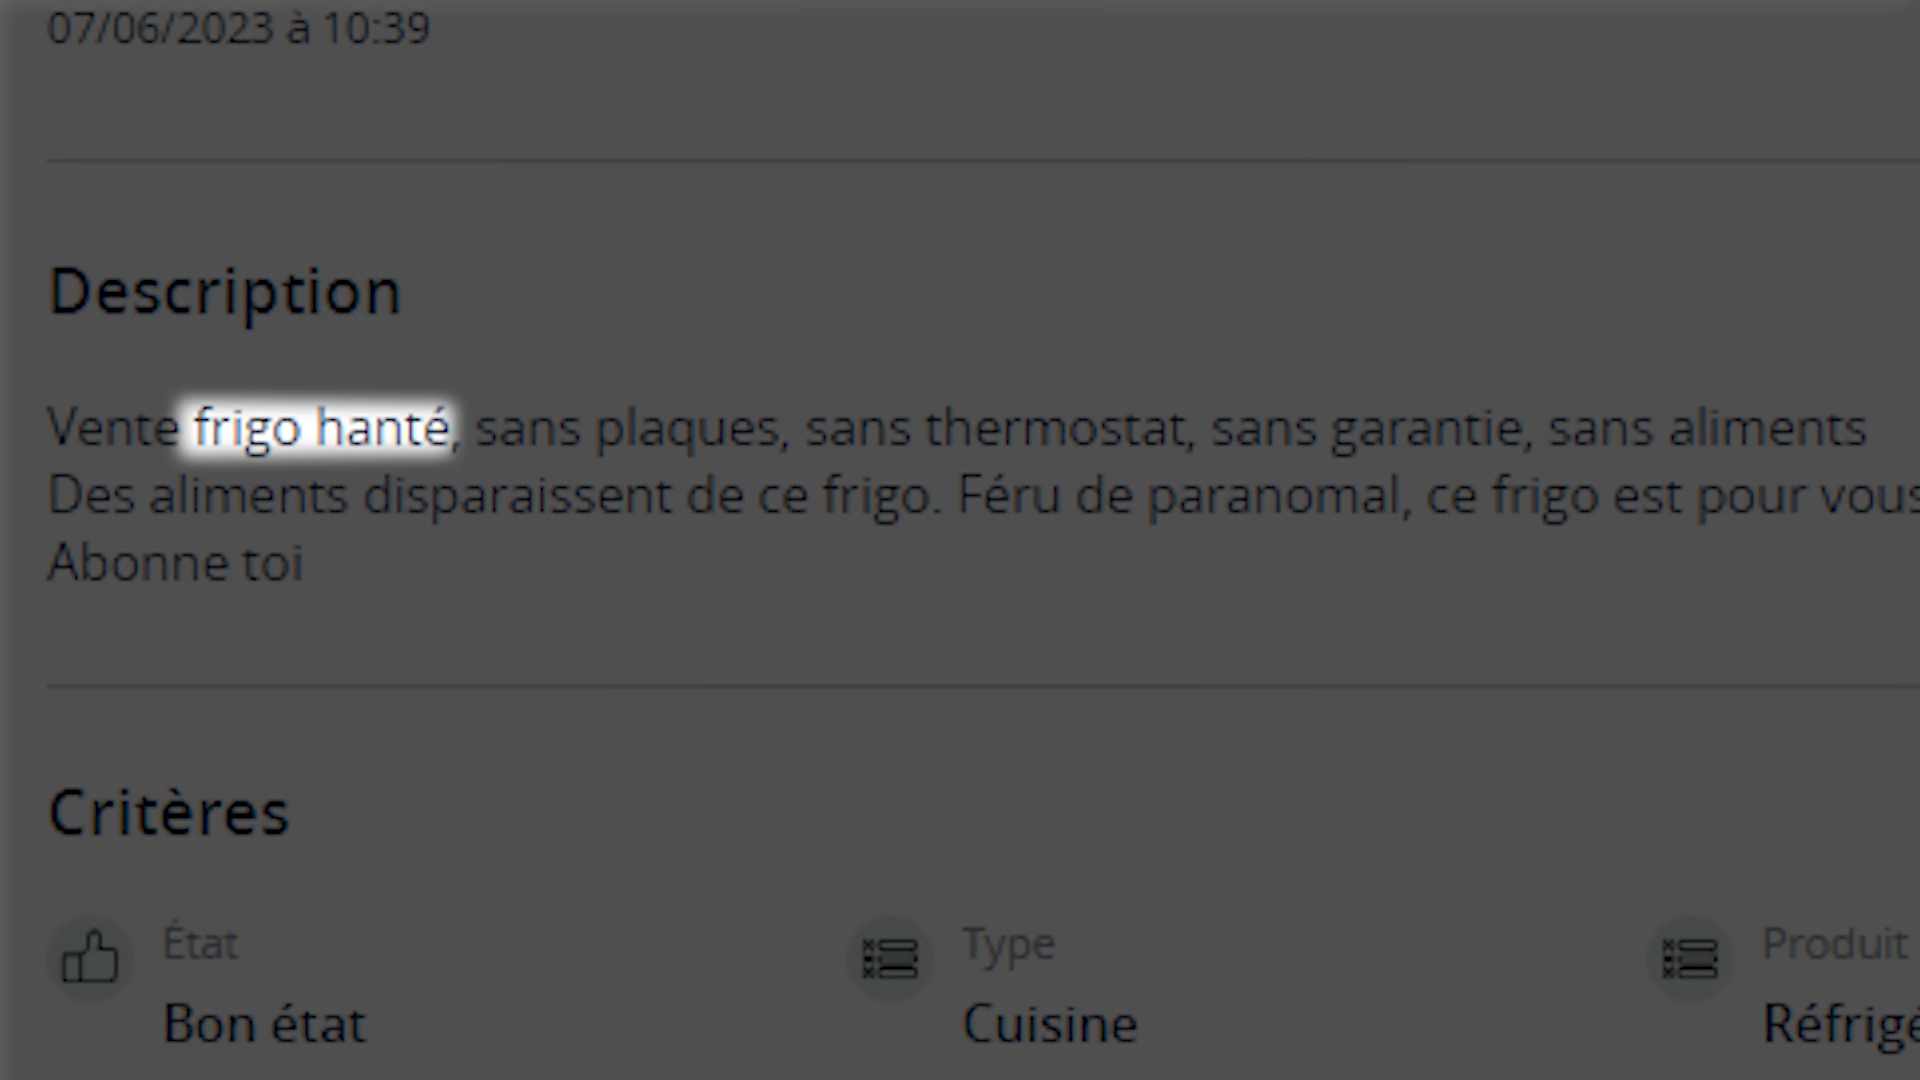 07/06/2023 à 10:39
Description
Vente frigo hanté, sans plaques, sans thermostat, sans garantie, sans aliments
Des aliments disparaissent de ce frigo. Féru de paranomal, ce frigo est pour vous
Abonne toi
Critères
État
Bon état
Type
Cuisine
Produit
Réfrigé